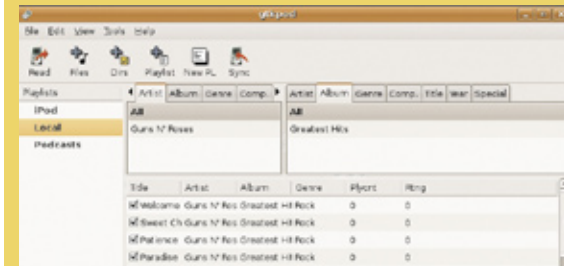 gtkpod
File Edit View Tools Help
Read Files Dirs Playlist New PL Sync
Playlists
Artist Album Genre Comp.
Artist Album Genre Comp. Title Year Special
iPod
All
All
Local
Guns N' Roses
Greatest Hits
Podcasts
Title Artist Album Genre Plycnt Rtng
Welcome Guns N' Ros Greatest Hit Rock 0 0
Sweet Ch Guns N' Ros Greatest Hit Rock 0 0
Patience Guns N' Ros Greatest Hit Rock 0 0
Paradise Guns N' Ros Greatest Hit Rock 0 0